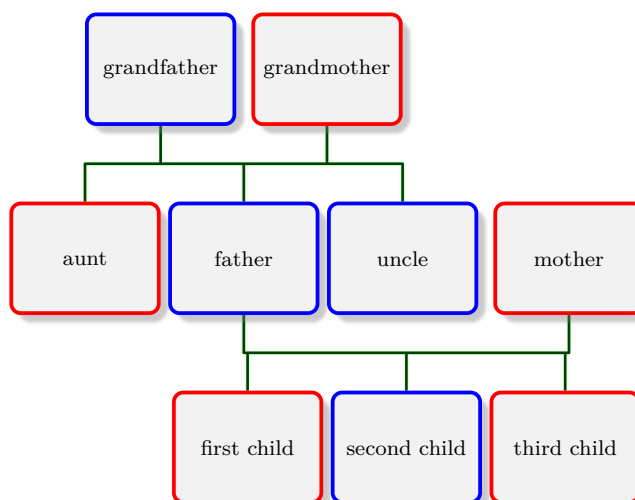 grandfather
grandmother
aunt
father
uncle
mother
first child
second child
third child